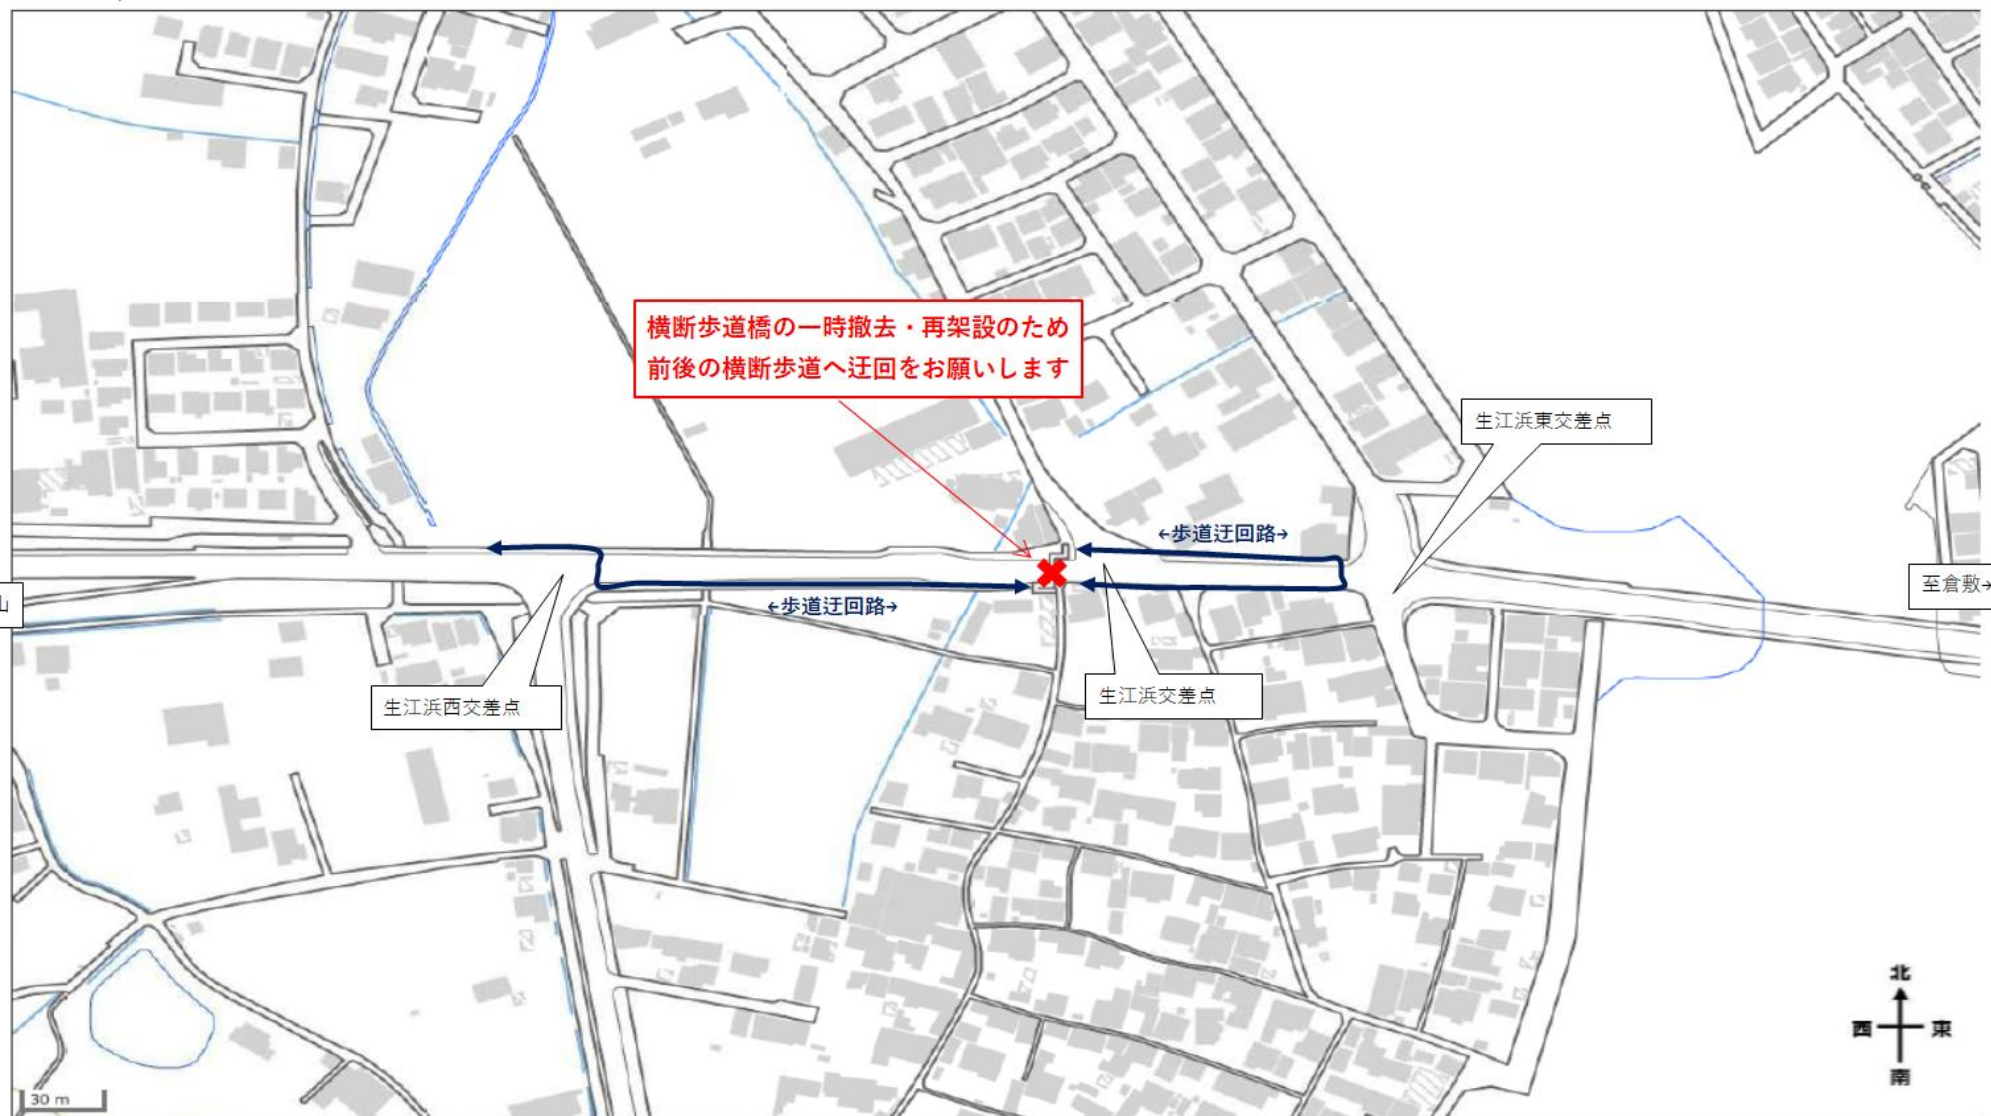 横断歩道橋の一時撤去・再架設のため
前後の横断歩道へ迂回をお願いします
生江浜東交差点
←歩道迂回路→
至倉敷→
山
←歩道迂回路→
生江浜西交差点
生江浜交差点
北
西
東
南
30 m